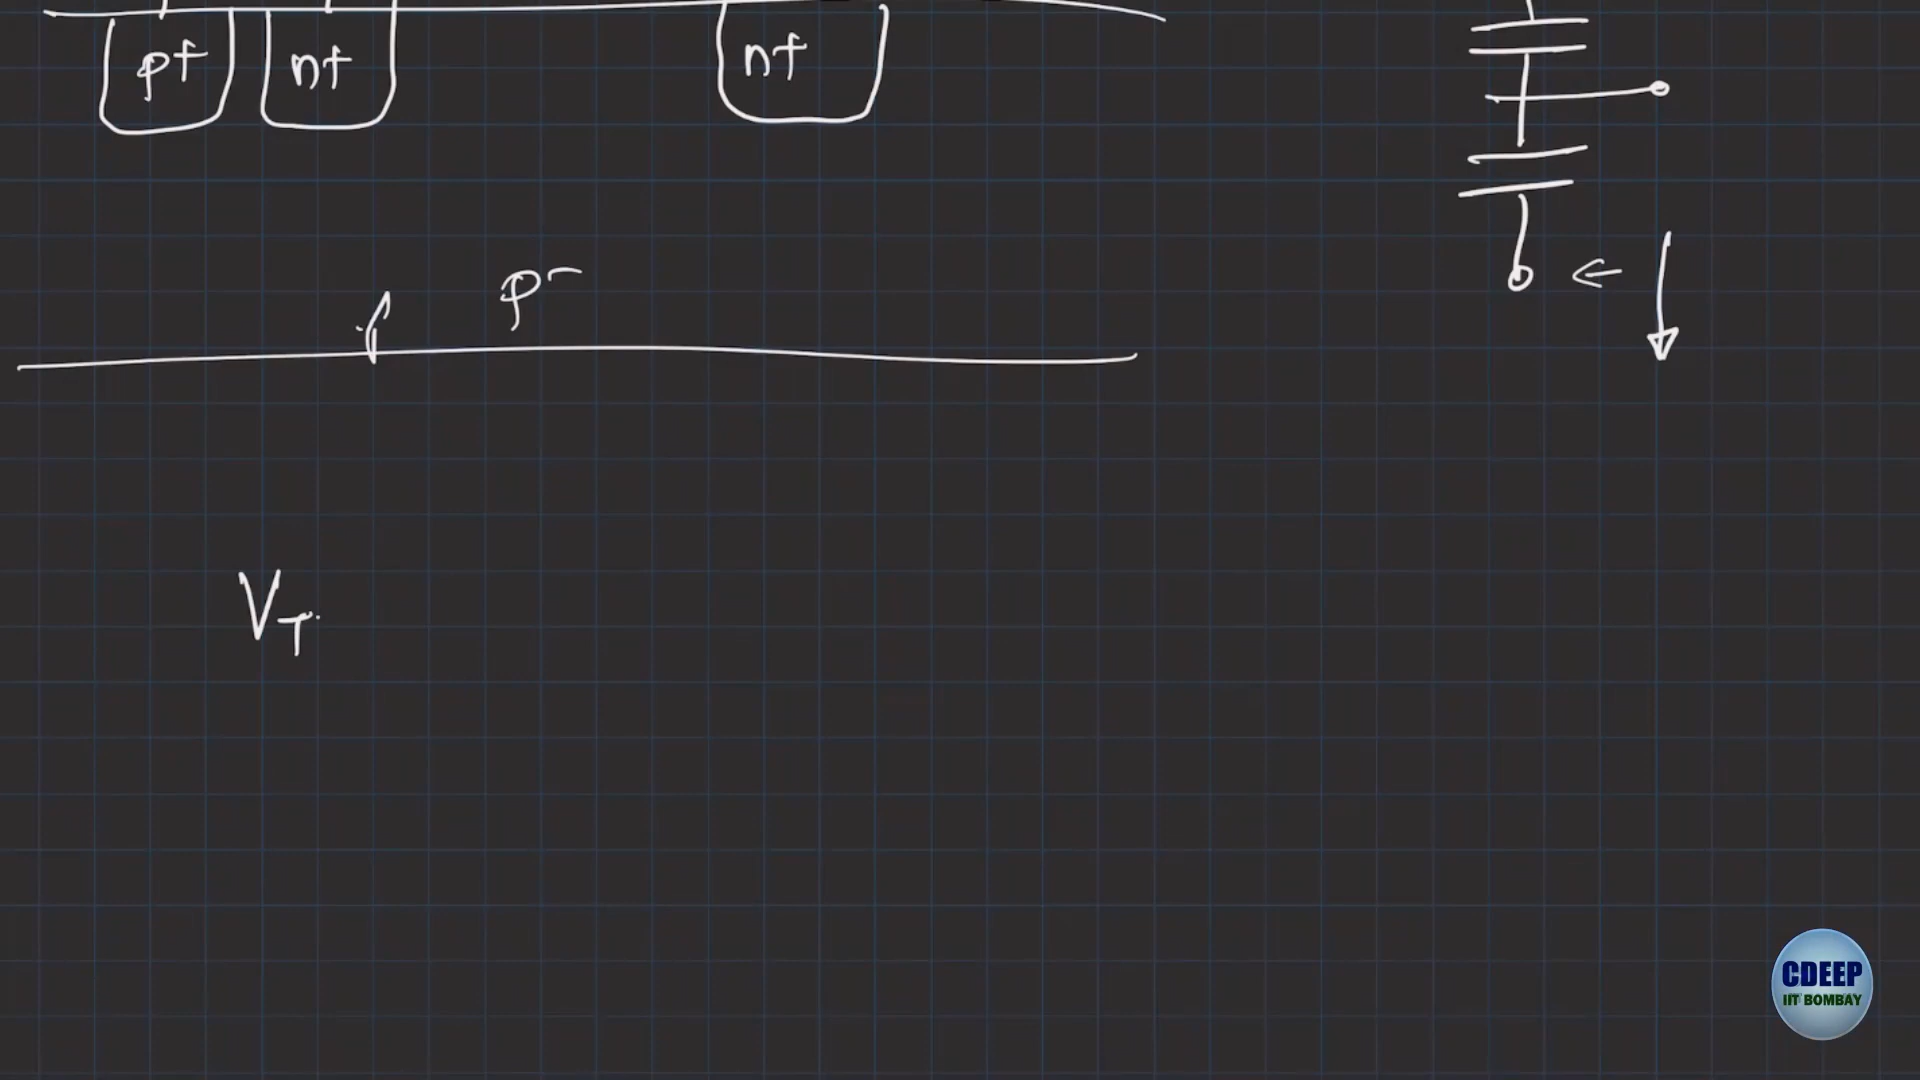 p+ n+ n+
p-
VT
CDEEP
IIT BOMBAY